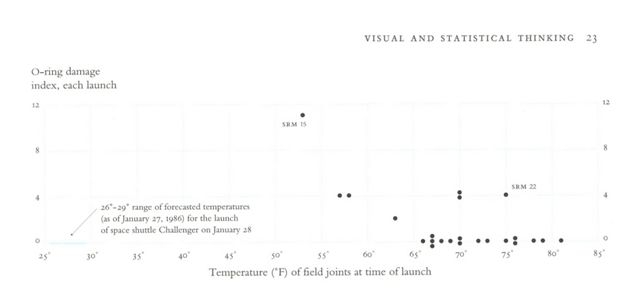 VISUAL AND STATISTICAL THINKING 23
O-ring damage
index, each launch
12 12
SRM 15
8 8
SRM 22
4 4
26°-29° range of forecasted temperatures
(as of January 27, 1986) for the launch
of space shuttle Challenger on January 28
0 0
25° 30° 35° 40° 45° 50° 55° 60° 65° 70° 75° 80° 85°
Temperature (°F) of field joints at time of launch